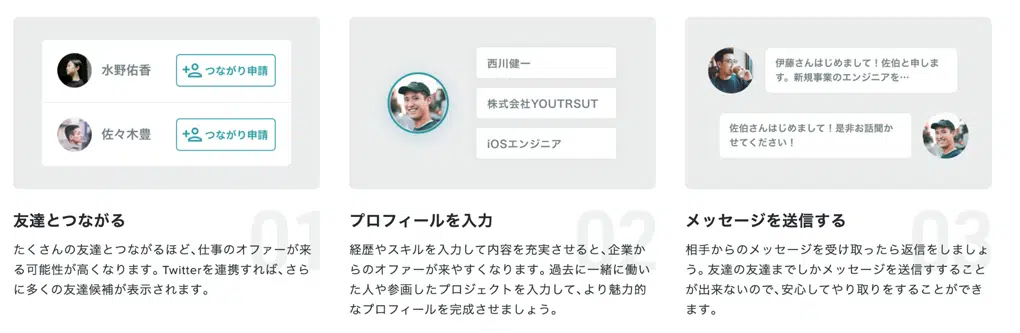 水野佑香
つながり申請
佐々木豊
つながり申請
01
友達とつながる
たくさんの友達とつながるほど、仕事のオファーが来
る可能性が高くなります。Twitterを連携すれば、さら
に多くの友達候補が表示されます。
西川健一
株式会社YOUTRSUT
iOSエンジニア
02
プロフィールを入力
経歴やスキルを入力して内容を充実させると、企業か
らのオファーが来やすくなります。過去に一緒に働い
た人や参画したプロジェクトを入力して、より魅力的
なプロフィールを完成させましょう。
伊藤さんはじめまして！佐伯と申しま
す。新規事業のエンジニアを…
佐伯さんはじめまして！是非お話聞か
せてください！
03
メッセージを送信する
相手からのメッセージを受け取ったら返信をしましょ
う。友達の友達までしかメッセージを送信すすること
が出来ないので、安心してやり取りをすることができ
ます。